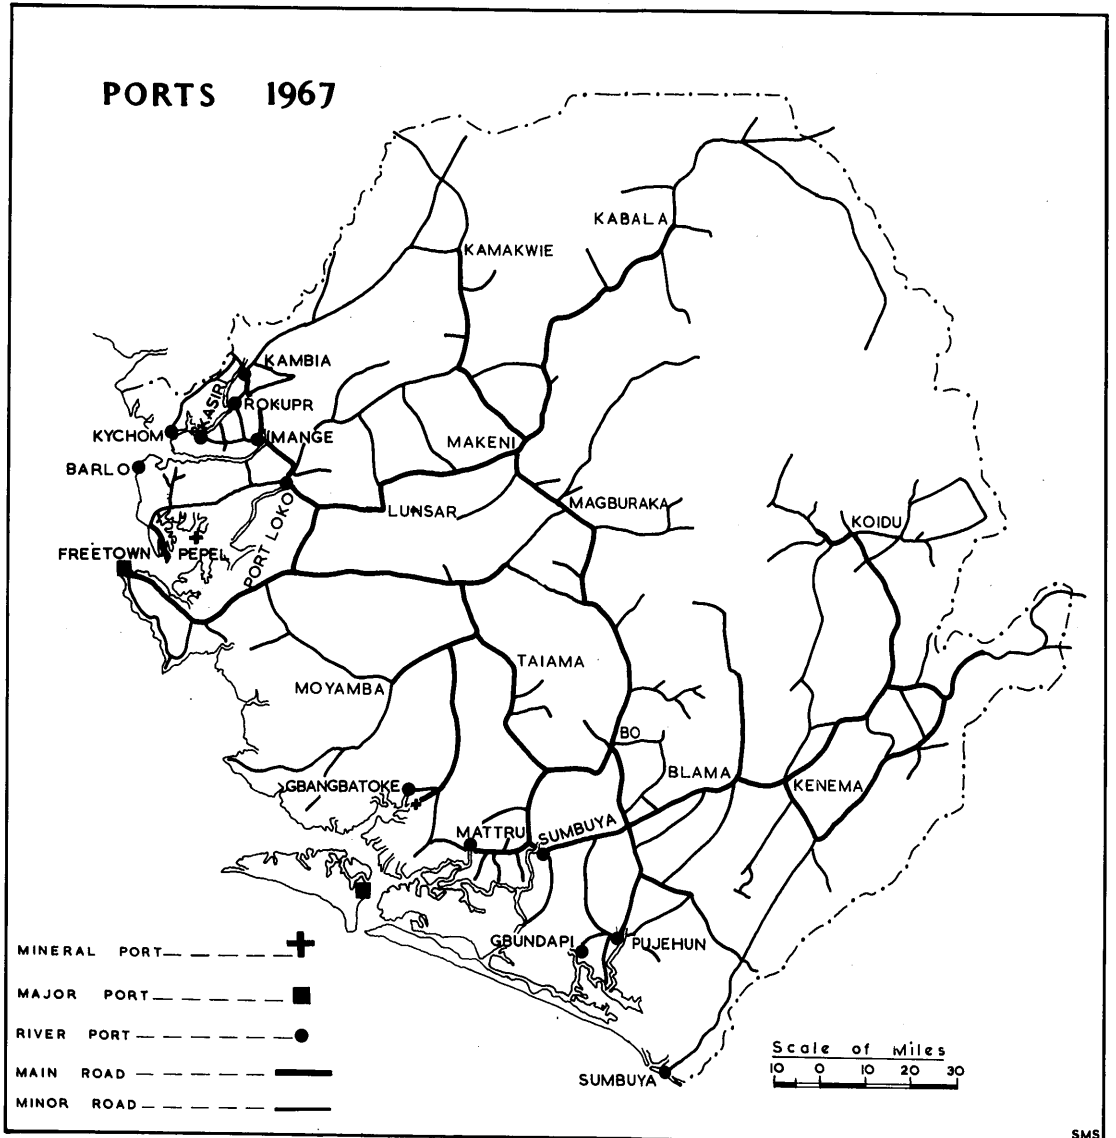 PORTS 1967
KABALA
KAMAKWIE
KAMBIA
KASIR
ROKUPR
KYCHOM
MANGE
MAKENI
BARLO
PORT LOKO
LUNSAR
MAGBURAKA
KOIDU
FREETOWN
PEPEL
TAIAMA
MOYAMBA
BO
BLAMA
GBANGBATOKE
KENEMA
MATTRU
SUMBUYA
GBUNDAPI
PUJEHUN
SUMBUYA
MINERAL PORT
MAJOR PORT
RIVER PORT
MAIN ROAD
MINOR ROAD
Scale of Miles
10 0 10 20 30
SMS